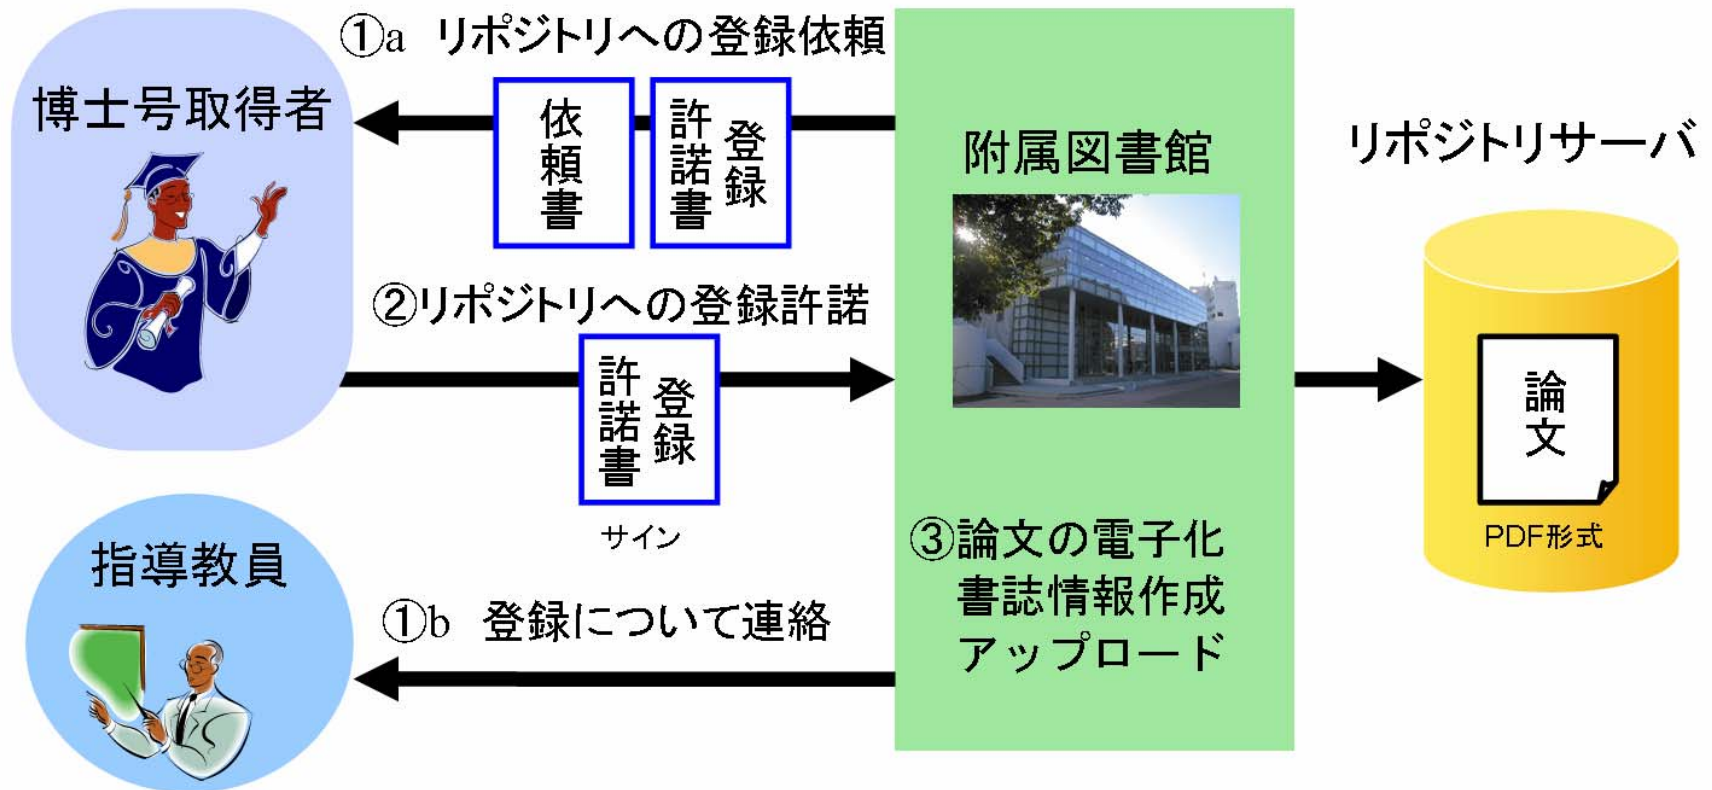 ①a リポジトリへの登録依頼
博士号取得者
依頼書
登録
許諾書
附属図書館
リポジトリサーバ
②リポジトリへの登録許諾
登録
許諾書
サイン
論文
PDF形式
指導教員
①b 登録について連絡
③論文の電子化
書誌情報作成
アップロード